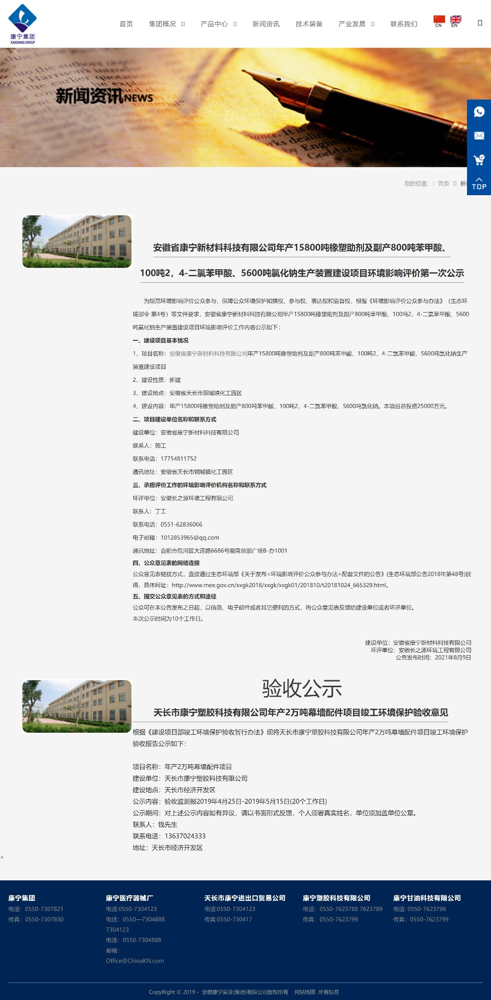 康宁集团
KANGNING GROUP
首页 集团概况 产品中心 新闻资讯 技术装备 产业发展 联系我们
CN EN
into the
on the
新闻资讯NEWS
TOP
您的位置：: 首页 新
安徽省康宁新材料科技有限公司年产15800吨橡塑助剂及副产800吨苯甲酸、
100吨2，4-二氯苯甲酸、5600吨氯化钠生产装置建设项目环境影响评价第一次公示
为规范环境影响评价公众参与，保障公众环境保护知情权、参与权、表达权和监督权，根据《环境影响评价公众参与办法》（生态环
境部令 第4号）等文件要求，安徽省康宁新材料科技有限公司年产15800吨橡塑助剂及副产800吨苯甲酸、100吨2，4-二氯苯甲酸、5600
吨氯化钠生产装置建设项目环境影响评价工作内容公示如下：
一、建设项目基本情况
1、项目名称：安徽省康宁新材料科技有限公司年产15800吨橡塑助剂及副产800吨苯甲酸、100吨2，4-二氯苯甲酸、5600吨氯化钠生产
装置建设项目
2、建设性质：新建
3、建设地点：安徽省天长市铜城镇化工园区
4、建设内容：年产15800吨橡塑助剂及副产800吨苯甲酸、100吨2，4-二氯苯甲酸、5600吨氯化钠。本项目总投资25000万元。
二、项目建设单位名称和联系方式
建设单位：安徽省康宁新材料科技有限公司
联系人：郭工
联系电话：17754811752
通讯地址：安徽省天长市铜城镇化工园区
三、承担评价工作的环境影响评价机构名称和联系方式
环评单位：安徽长之源环境工程有限公司
联系人：丁工
联系电话：0551-62836066
电子邮箱：1012853965@qq.com
通讯地址：合肥市包河区大连路6686号徽商总部广场B-办1001
四、公众意见表的网络连接
公众意见表链接方式，直接通过生态环境部《关于发布<环境影响评价公众参与办法>配套文件的公告》(生态环境部公告2018年第48号)获
得，具体网址：http://www.mee.gov.cn/xxgk2018/xxgk/xxgk01/201810/t20181024_665329.html。
五、提交公众意见表的方式和途径
公众可在本公告发布之日起，以信函、电子邮件或者其它便利的方式，将公众意见表反馈给建设单位或者环评单位。
本次公示时间为10个工作日。
建设单位：安徽省康宁新材料科技有限公司
环评单位：安徽长之源环境工程有限公司
公告发布时间：2021年8月9日
验收公示
天长市康宁塑胶科技有限公司年产2万吨幕墙配件项目竣工环境保护验收意见
根据《建设项目部竣工环境保护验收暂行办法》现将天长市康宁塑胶科技有限公司年产2万吨幕墙配件项目竣工环境保护
验收报告公示如下：
项目名称：年产2万吨幕墙配件项目
建设单位：天长市康宁塑胶科技有限公司
建设地点：天长市经济开发区
公示内容：验收监测报2019年4月25日-2019年5月15日(20个工作日)
公示期间：对上述公示内容如有异议，请以书面形式反馈，个人须署真实姓名，单位须加盖单位公章。
联系人：钱先生
联系电话：13637024333
地址：天长市经济开发区
>
康宁集团
电话：0550-7307821
传真：0550-7307830
康宁医疗器械厂
电话:0550-7304123
电话：0550—7304888
7304123
电话：0550-7304888
邮箱：
Office@ChinaKN.com
天长市康宁进出口贸易公司
电话:0550-7304123
传真:0550-730417
康宁塑胶科技有限公司
电话：0550-7623788 7623789
传真：0550-7623799
康宁甘油科技有限公司
电话: 0550-7623798
传真：0550-7623799
CopyRight © 2019 - 安徽康宁实业(集团)有限公司版权所有 网站地图 所有标签